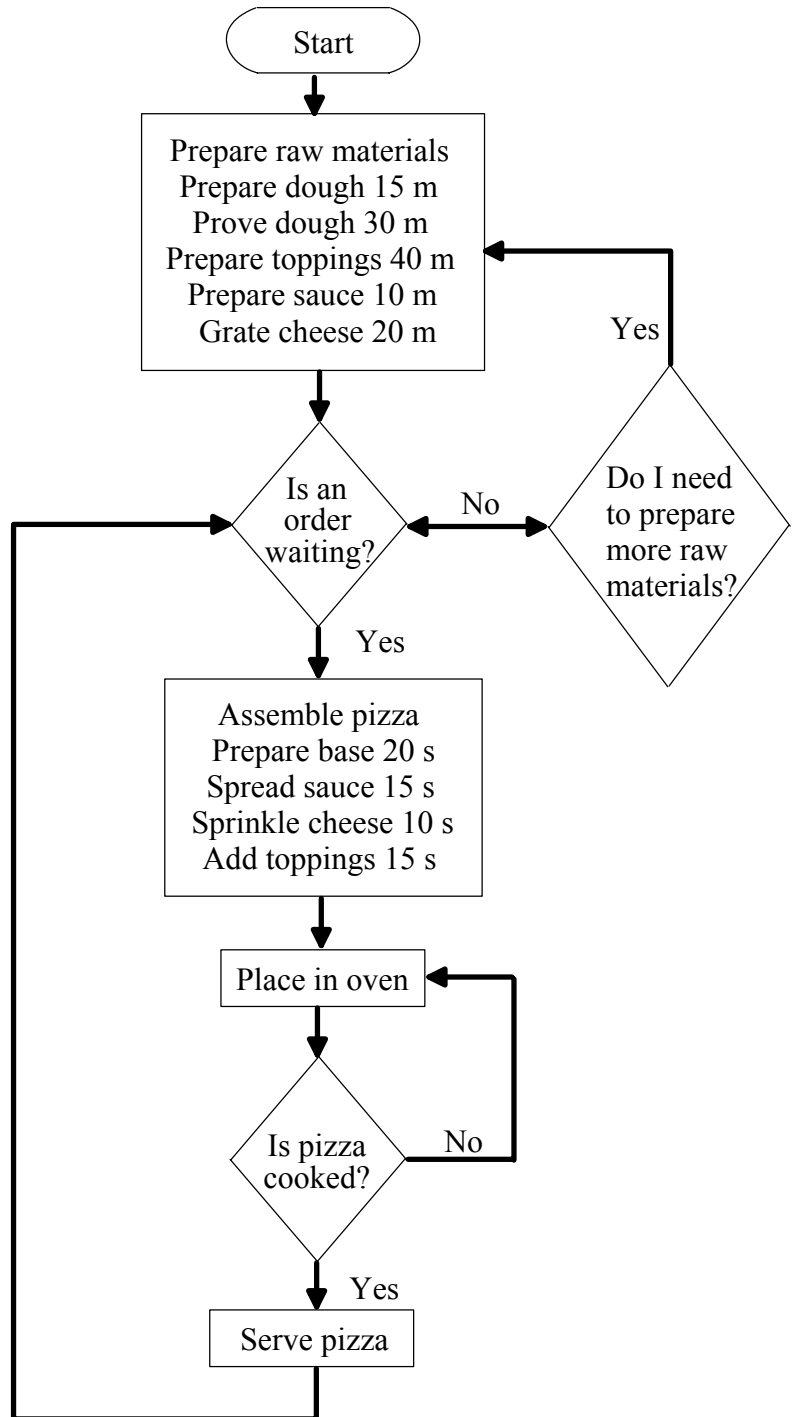 Start
Prepare raw materials
Prepare dough 15 m
Prove dough 30 m
Prepare toppings 40 m
Prepare sauce 10 m
Grate cheese 20 m
Yes
Is an
order
waiting?
No
Do I need
to prepare
more raw
materials?
Yes
Assemble pizza
Prepare base 20 s
Spread sauce 15 s
Sprinkle cheese 10 s
Add toppings 15 s
Place in oven
Is pizza
cooked?
No
Yes
Serve pizza